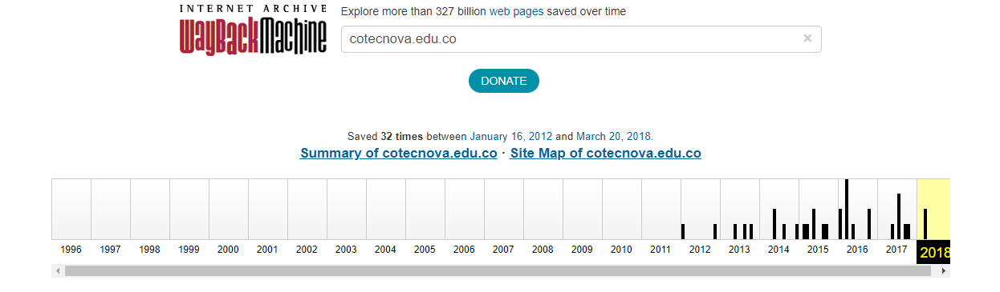 INTERNET ARCHIVE
WayBackMachine
Explore more than 327 billion web pages saved over time
cotecnova.edu.co ×
DONATE
Saved 32 times between January 16, 2012 and March 20, 2018.
Summary of cotecnova.edu.co · Site Map of cotecnova.edu.co
1996 1997 1998 1999 2000 2001 2002 2003 2004 2005 2006 2007 2008 2009 2010 2011 2012 2013 2014 2015 2016 2017 2018